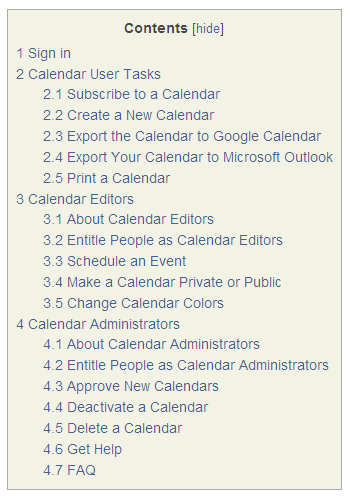 Contents [hide]
1 Sign in
2 Calendar User Tasks
2.1 Subscribe to a Calendar
2.2 Create a New Calendar
2.3 Export the Calendar to Google Calendar
2.4 Export Your Calendar to Microsoft Outlook
2.5 Print a Calendar
3 Calendar Editors
3.1 About Calendar Editors
3.2 Entitle People as Calendar Editors
3.3 Schedule an Event
3.4 Make a Calendar Private or Public
3.5 Change Calendar Colors
4 Calendar Administrators
4.1 About Calendar Administrators
4.2 Entitle People as Calendar Administrators
4.3 Approve New Calendars
4.4 Deactivate a Calendar
4.5 Delete a Calendar
4.6 Get Help
4.7 FAQ